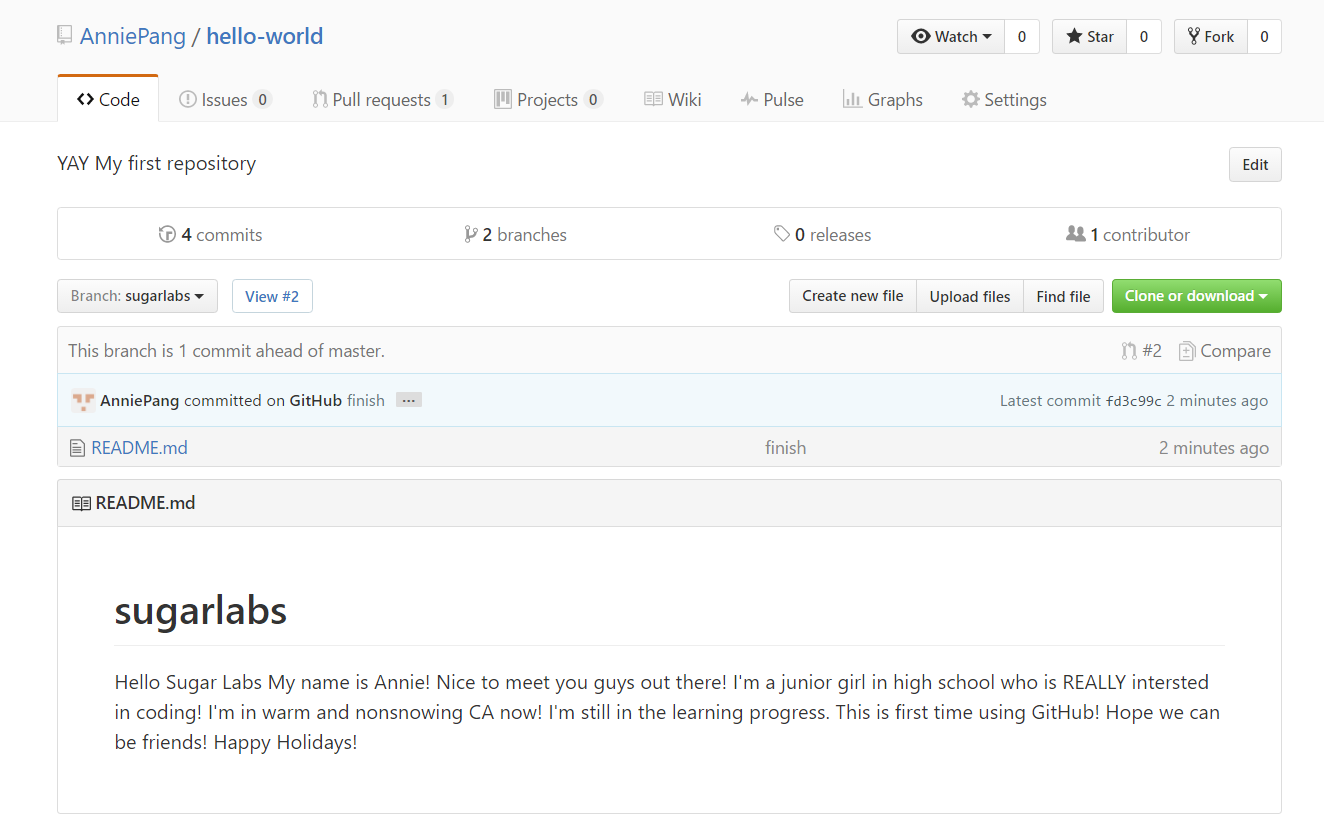 AnniePang / hello-world
Watch 0 Star 0 Fork 0
Code Issues 0 Pull requests 1 Projects 0 Wiki Pulse Graphs Settings
YAY My first repository
Edit
4 commits 2 branches 0 releases 1 contributor
Branch: sugarlabs View #2 Create new file Upload files Find file Clone or download
This branch is 1 commit ahead of master. #2 Compare
AnniePang committed on GitHub finish ... Latest commit fd3c99c 2 minutes ago
README.md finish 2 minutes ago
README.md
sugarlabs
Hello Sugar Labs My name is Annie! Nice to meet you guys out there! I'm a junior girl in high school who is REALLY intersted
in coding! I'm in warm and nonsnowing CA now! I'm still in the learning progress. This is first time using GitHub! Hope we can
be friends! Happy Holidays!